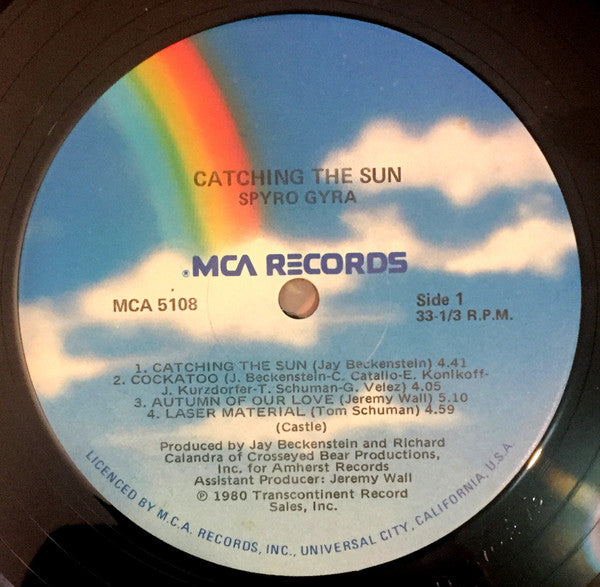 CATCHING THE SUN
SPYRO GYRA
®MCA RECORDS
MCA 5108
Side 1
33-1/3 R.P.M.
1. CATCHING THE SUN (Jay Beckenstein) 4.41
2. COCKATOO (J. Beckenstein-C. Catallo-E. Konikoff-
J. Kurzdorfer-T. Schuman-G. Velez) 4.05
3. AUTUMN OF OUR LOVE (Jeremy Wall) 5.10
4. LASER MATERIAL (Tom Schuman) 4.59
(Castle)
Produced by Jay Beckenstein and Richard
Calandra of Crosseyed Bear Productions,
Inc. for Amherst Records
Assistant Producer: Jeremy Wall
℗ 1980 Transcontinent Record
Sales, Inc.
LICENCED BY M.C.A. RECORDS, INC., UNIVERSAL CITY, CALIFORNIA, U.S.A.